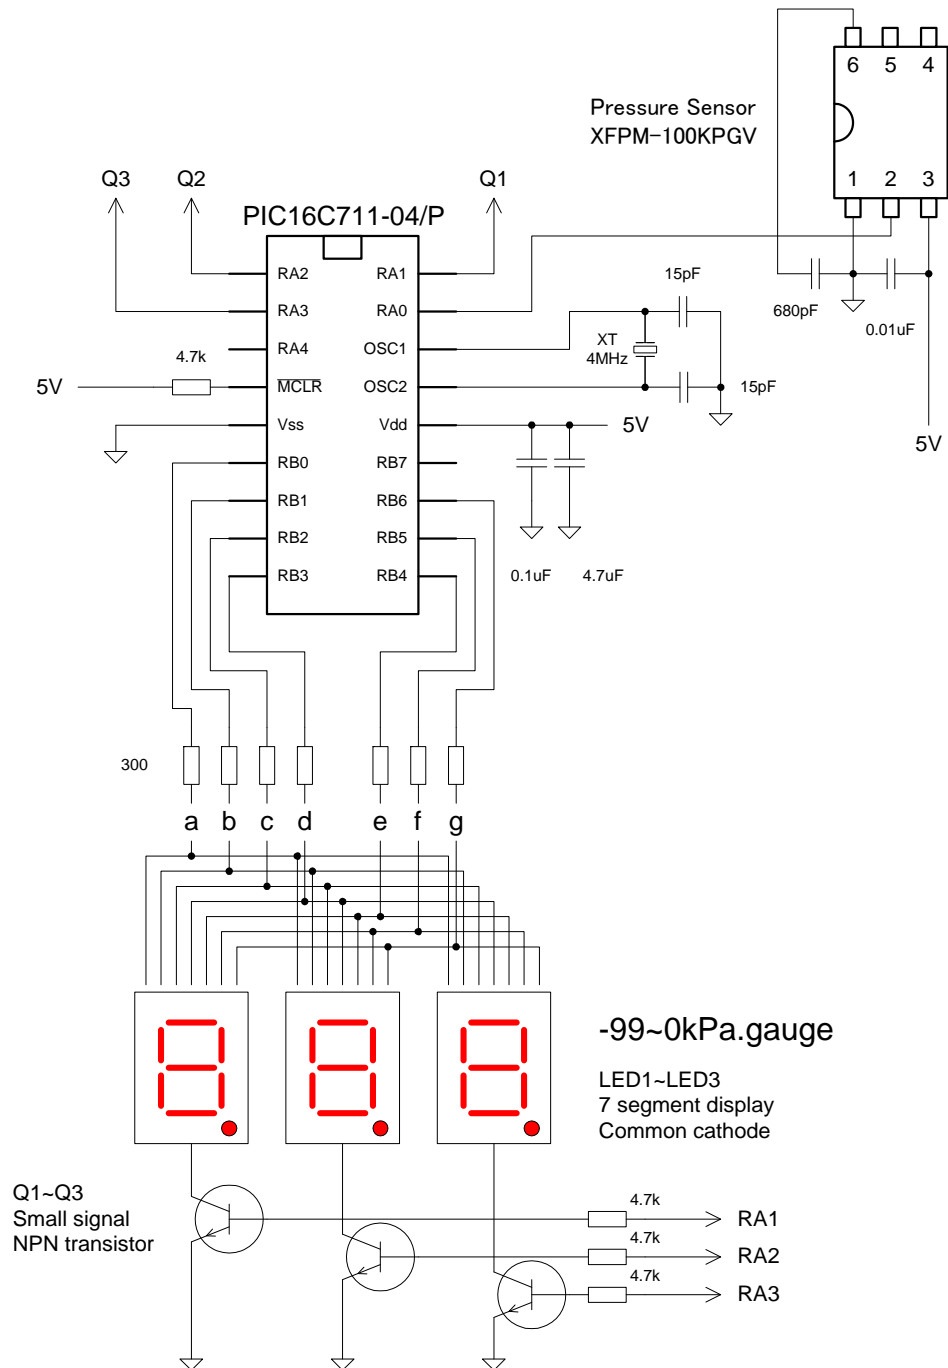 6 5 4
Pressure Sensor
XFPM-100KPGV
1 2 3
Q3 Q2 Q1
PIC16C711-04/P
RA2 RA1
15pF
RA3 RA0
680pF
0.01uF
RA4 OSC1
XT
4MHz
4.7k
5V MCLR OSC2 15pF
Vss Vdd 5V
5V
RB0 RB7
RB1 RB6
RB2 RB5
RB3 RB4 0.1uF 4.7uF
300
a b c d e f g
-99~0kPa.gauge
LED1~LED3
7 segment display
Common cathode
Q1~Q3
Small signal
NPN transistor
4.7k
RA1
4.7k
RA2
4.7k
RA3